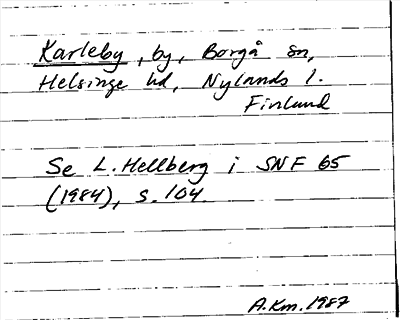 Karleby, by, Borgå sn,
Helsinge hd, Nylands l.
Finland
Se L. Hellberg i SNF 65
(1984), s. 104.
A.Km. 1987